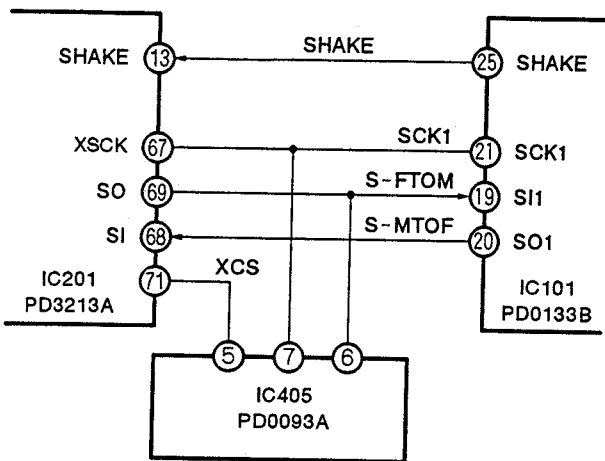 SHAKE 13 SHAKE 25 SHAKE
XSCK 67 SCK1 21 SCK1
SO 69 S-FTOM 19 SI1
SI 68 S-MTOF 20 SO1
71 XCS
IC201
PD3213A
IC101
PD0133B
5 7 6
IC405
PD0093A